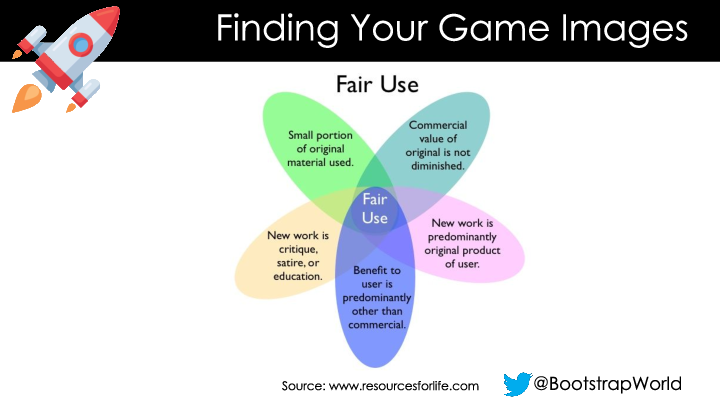 Finding Your Game Images
Fair Use
Small portion
of original
material used.
Commercial
value of
original is not
diminished.
Fair
Use
New work is
critique,
satire, or
education.
New work is
predominantly
original product
of user.
Benefit to
user is
predominantly
other than
commercial.
Source: www.resourcesforlife.com
@BootstrapWorld